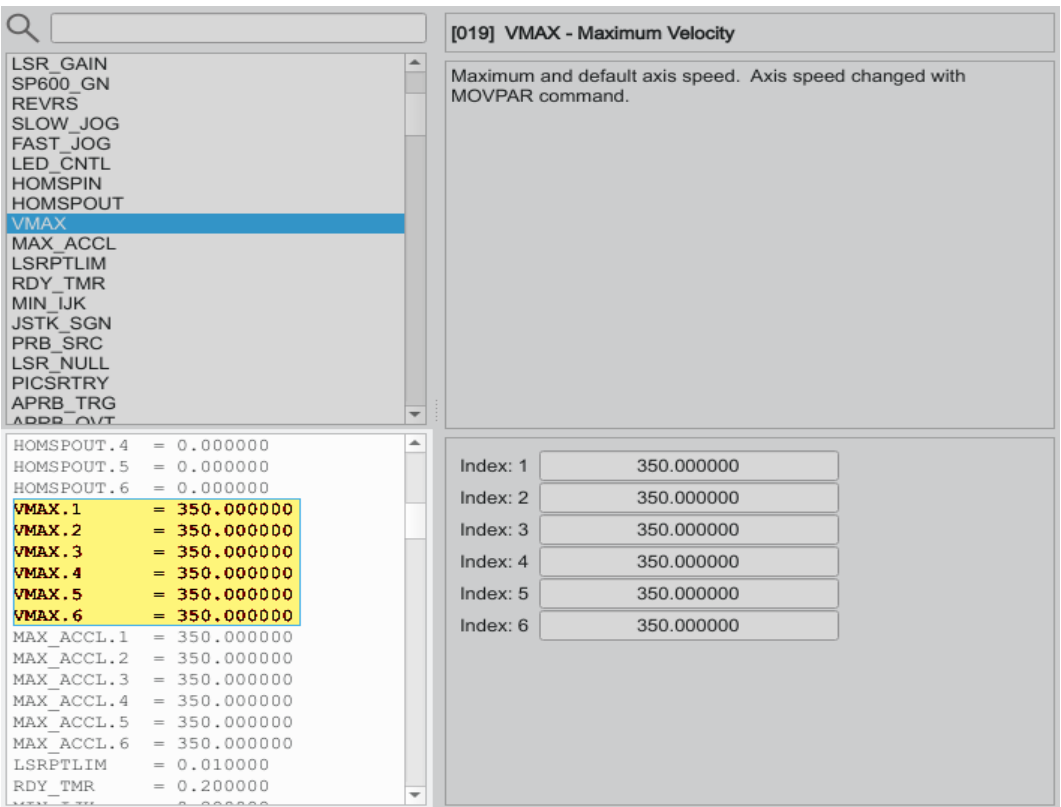 LSR_GAIN
SP600_GN
REVRS
SLOW_JOG
FAST_JOG
LED_CNTL
HOMSPIN
HOMSPOUT
VMAX
MAX_ACCL
LSRPTLIM
RDY_TMR
MIN_IJK
JSTK_SGN
PRB_SRC
LSR_NULL
PICSRTRY
APRB_TRG
[019] VMAX - Maximum Velocity
Maximum and default axis speed. Axis speed changed with
MOVPAR command.
HOMSPOUT.4 = 0.000000
HOMSPOUT.5 = 0.000000
HOMSPOUT.6 = 0.000000
VMAX.1 = 350.000000
VMAX.2 = 350.000000
VMAX.3 = 350.000000
VMAX.4 = 350.000000
VMAX.5 = 350.000000
VMAX.6 = 350.000000
MAX_ACCL.1 = 350.000000
MAX_ACCL.2 = 350.000000
MAX_ACCL.3 = 350.000000
MAX_ACCL.4 = 350.000000
MAX_ACCL.5 = 350.000000
MAX_ACCL.6 = 350.000000
LSRPTLIM = 0.010000
RDY_TMR = 0.200000
Index: 1 350.000000
Index: 2 350.000000
Index: 3 350.000000
Index: 4 350.000000
Index: 5 350.000000
Index: 6 350.000000